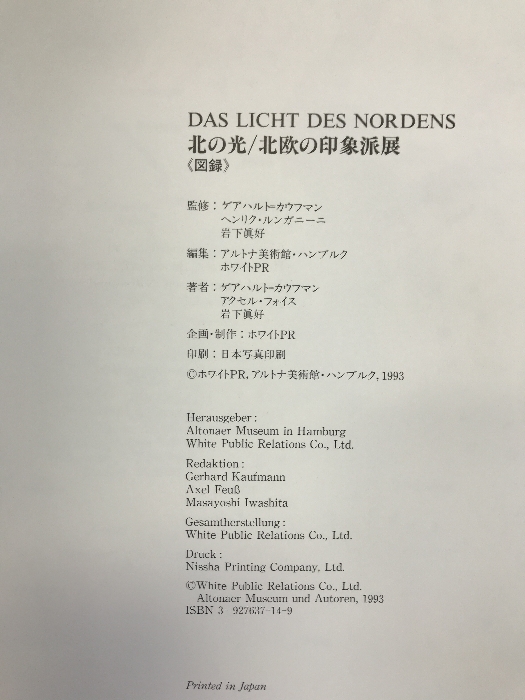 DAS LICHT DES NORDENS
北の光/北欧の印象派展
《図録》
監修：ゲアハルト=カウフマン
ヘンリク・ルンガニーニ
岩下眞好
編集：アルトナ美術館・ハンブルク
ホワイトPR
著者：ゲアハルト=カウフマン
アクセル・フォイス
岩下眞好
企画・制作：ホワイトPR
印刷：日本写真印刷
©ホワイトPR, アルトナ美術館・ハンブルク, 1993
Herausgeber:
Altonaer Museum in Hamburg
White Public Relations Co., Ltd.
Redaktion:
Gerhard Kaufmann
Axel Feuß
Masayoshi Iwashita
Gesamtherstellung:
White Public Relations Co., Ltd.
Druck:
Nissha Printing Company, Ltd.
©White Public Relations Co., Ltd.
Altonaer Museum und Autoren, 1993
ISBN 3 927637-14-9
Printed in Japan